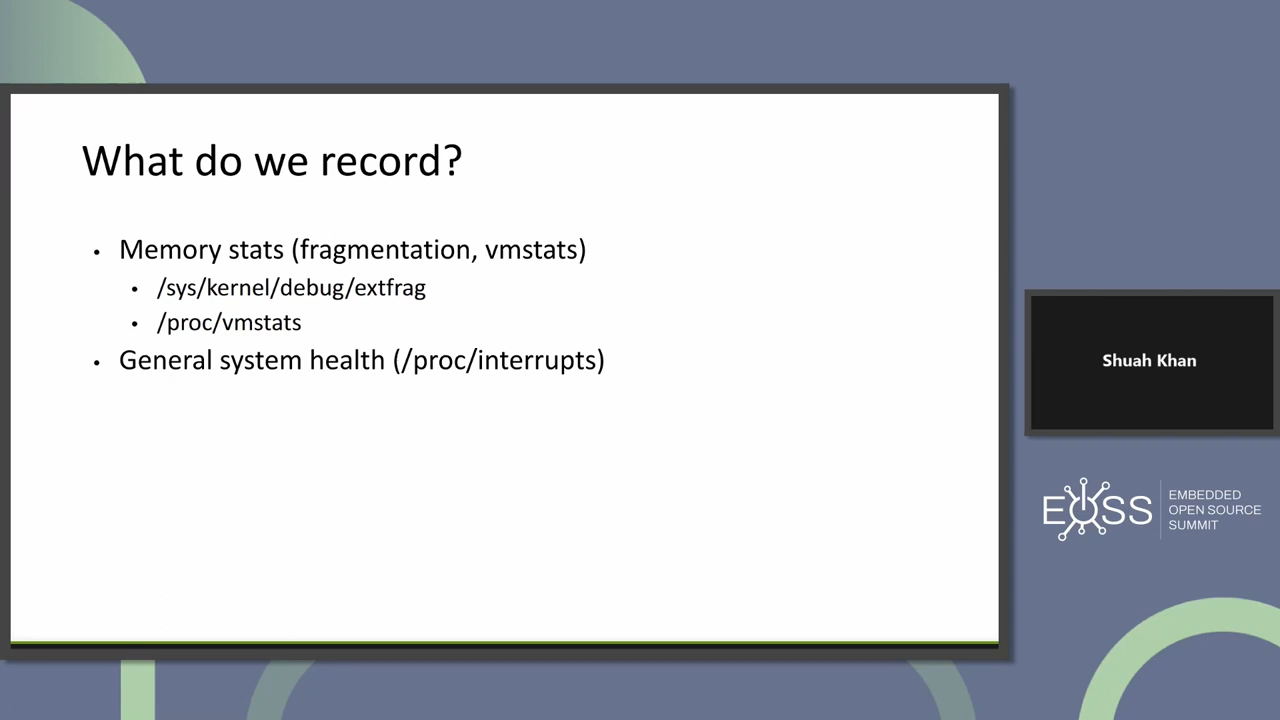 What do we record?
• Memory stats (fragmentation, vmstats)
• /sys/kernel/debug/extfrag
• /proc/vmstats
• General system health (/proc/interrupts)
Shuah Khan
EOSS
EMBEDDED
OPEN SOURCE
SUMMIT